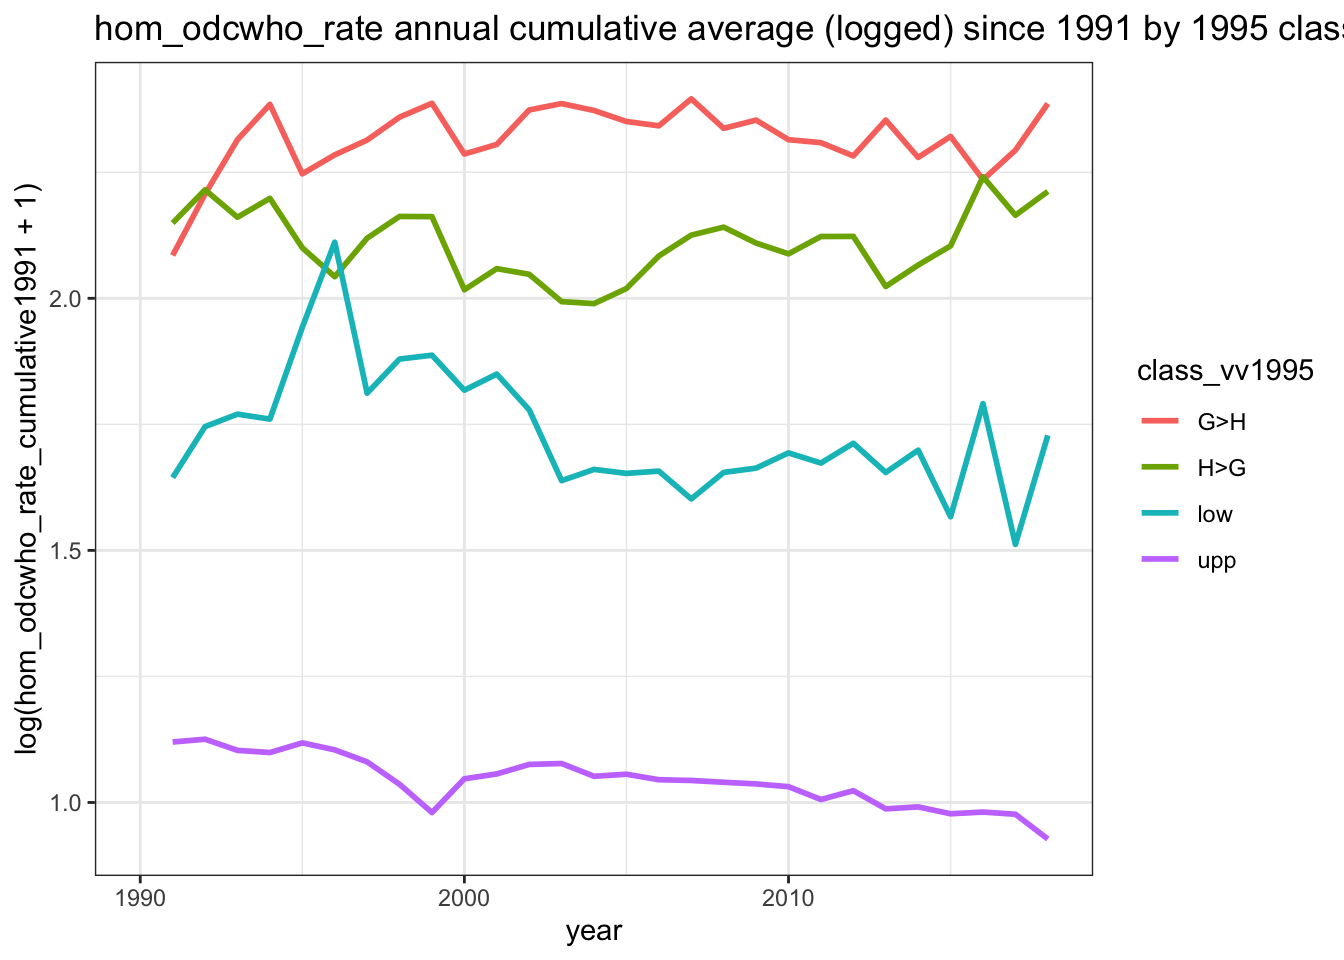 hom_odcwho_rate annual cumulative average (logged) since 1991 by 1995
log(hom_odcwho_rate_cumulative1991 + 1)
2.0
1.5
1.0
1990
2000
2010
year
class_vv1995
G>H
H>G
low
upp